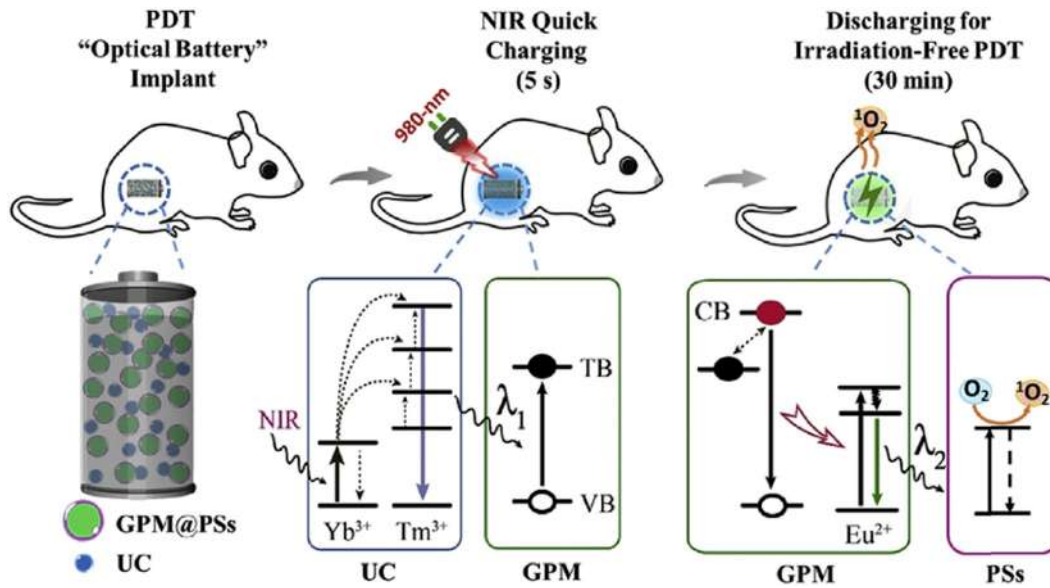 PDT
“Optical Battery”
Implant
NIR Quick
Charging
(5 s)
Discharging for
Irradiation-Free PDT
(30 min)
980-nm
¹O₂
CB
TB
O₂
¹O₂
NIR
λ₁
λ₂
VB
Yb³⁺
Tm³⁺
Eu²⁺
GPM@PSs
UC
UC
GPM
GPM
PSs